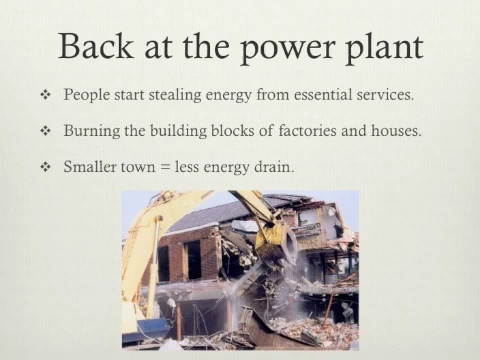 Back at the power plant
People start stealing energy from essential services.
Burning the building blocks of factories and houses.
Smaller town = less energy drain.